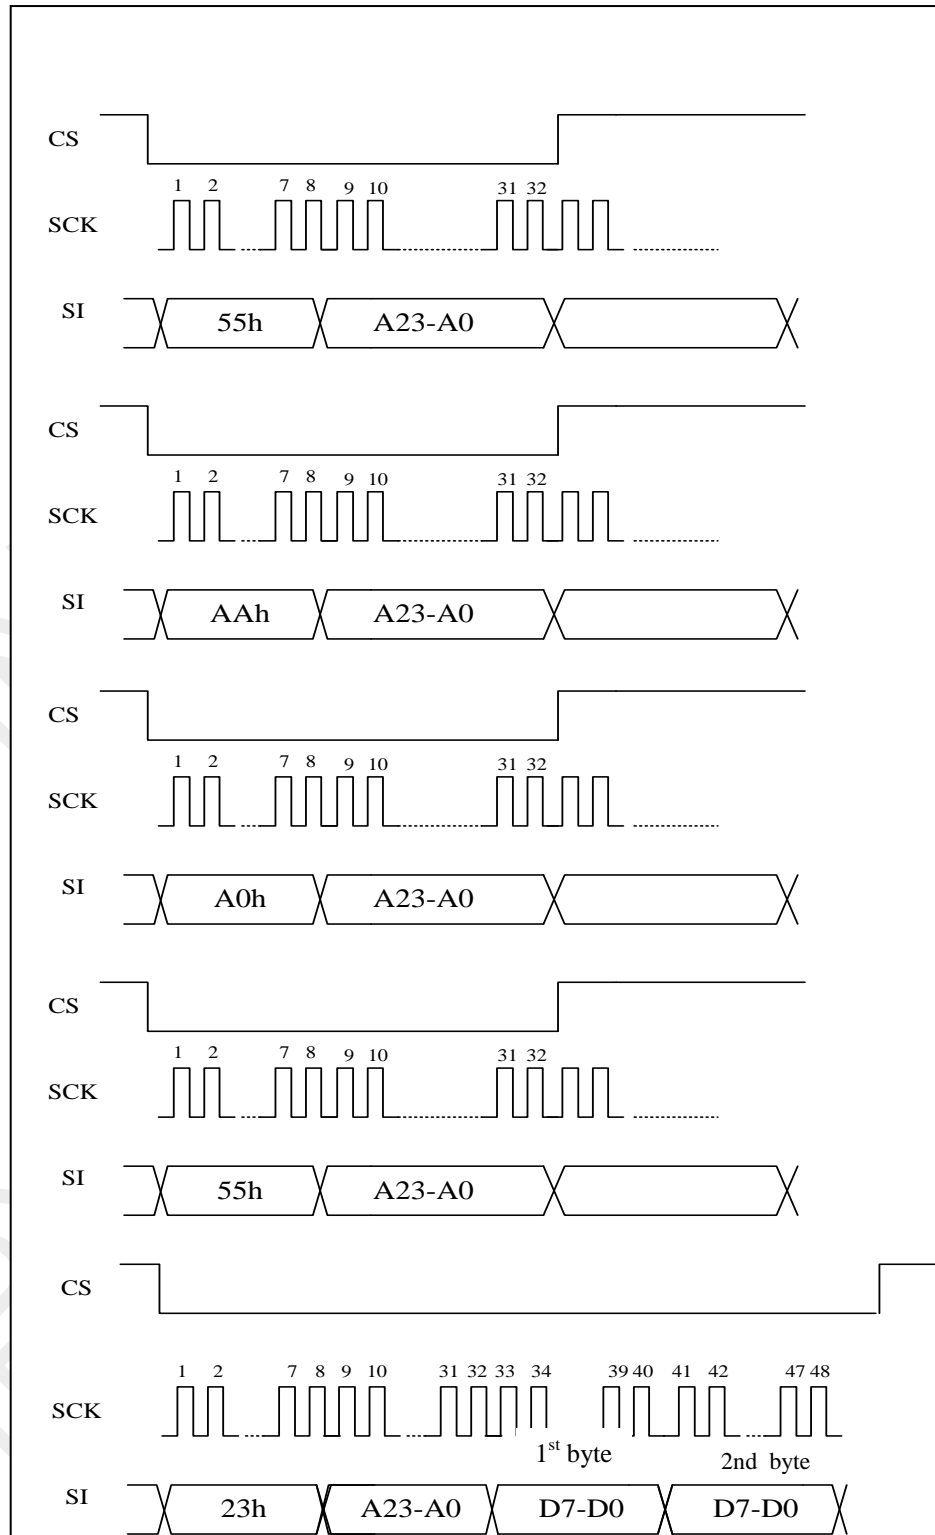 CS
1 2 7 8 9 10 31 32
SCK
SI 55h A23-A0
CS
1 2 7 8 9 10 31 32
SCK
SI AAh A23-A0
CS
1 2 7 8 9 10 31 32
SCK
SI A0h A23-A0
CS
1 2 7 8 9 10 31 32
SCK
SI 55h A23-A0
CS
1 2 7 8 9 10 31 32 33 34 39 40 41 42 47 48
SCK
1st byte 2nd byte
SI 23h A23-A0 D7-D0 D7-D0